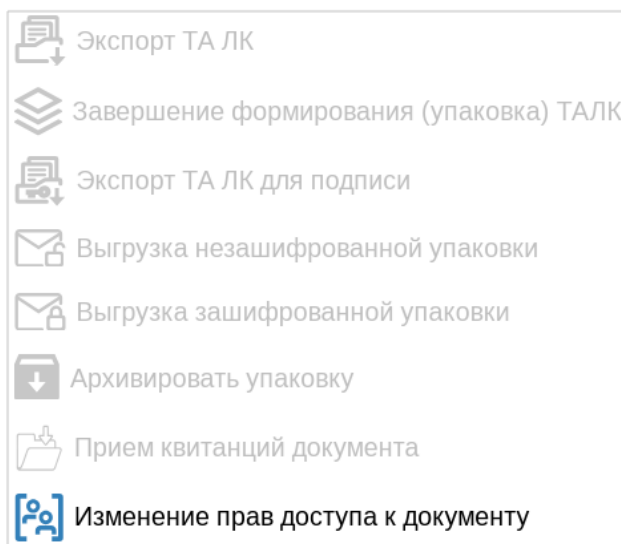 Экспорт ТА ЛК
Завершение формирования (упаковка) ТАЛК
Экспорт ТА ЛК для подписи
Выгрузка незашифрованной упаковки
Выгрузка зашифрованной упаковки
Архивировать упаковку
Прием квитанций документа
Изменение прав доступа к документу